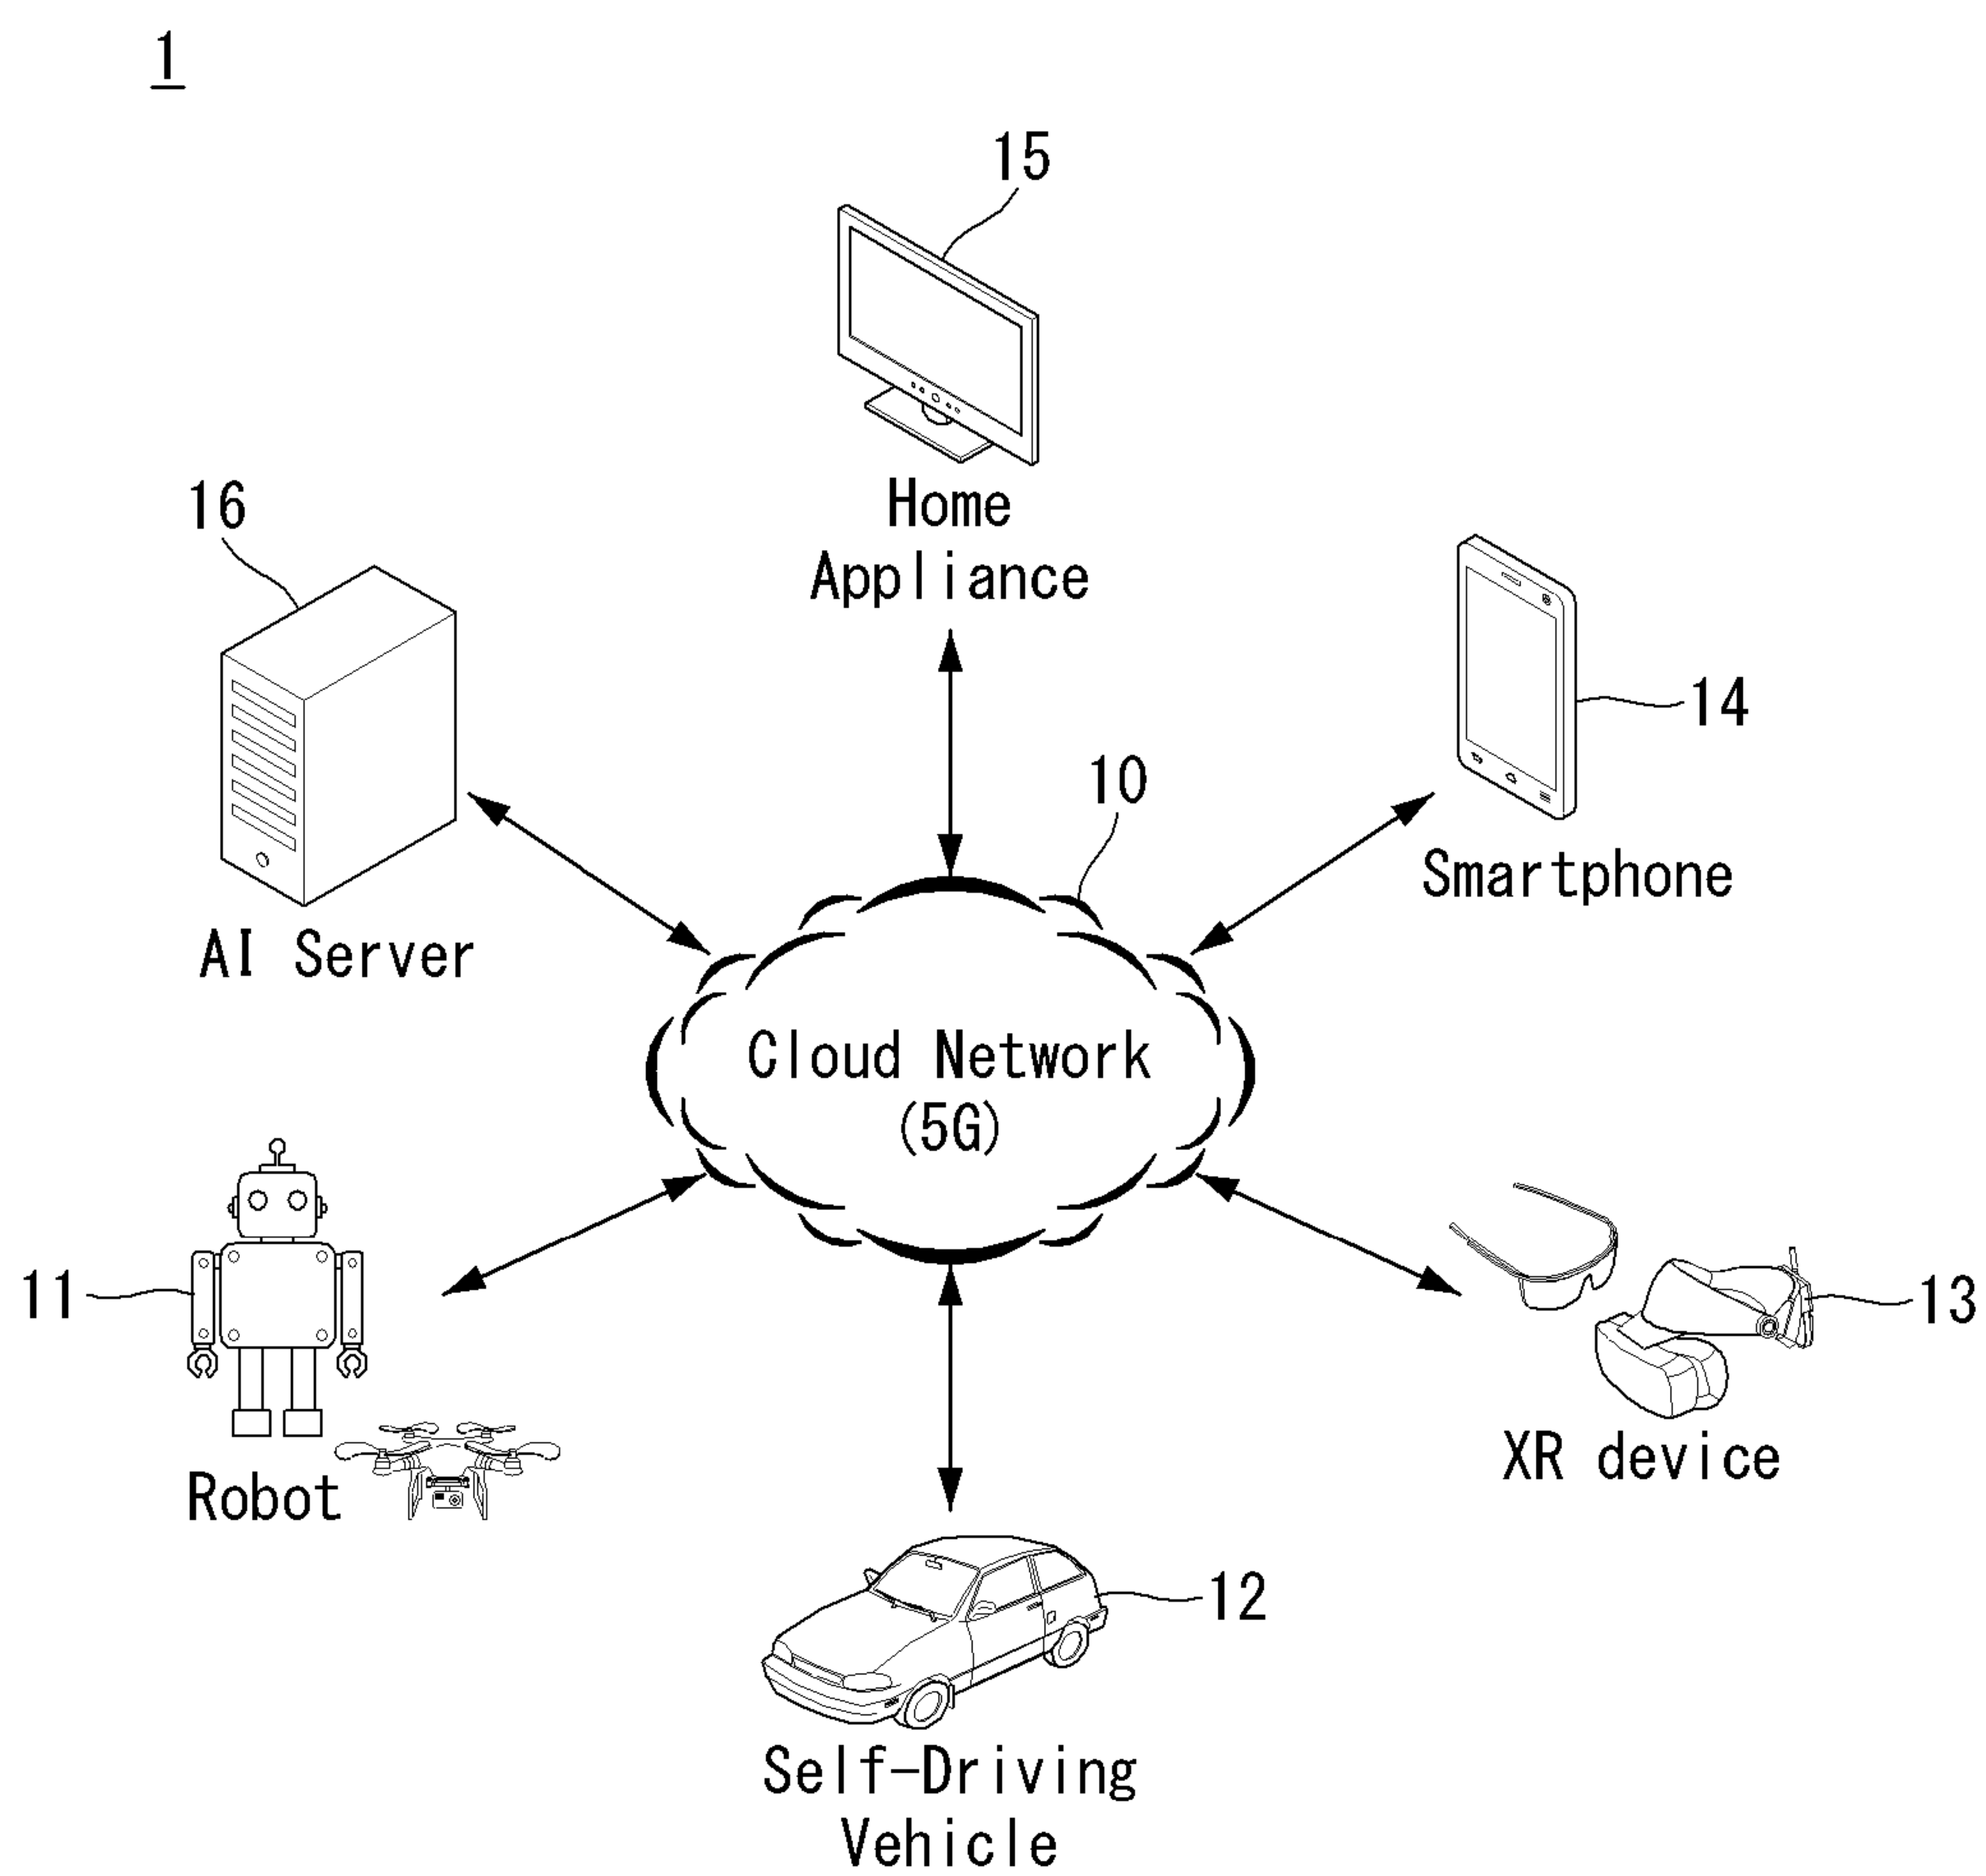 1
15
Home
Appliance
16
14
10
Smartphone
AI Server
Cloud Network
(5G)
11
13
XR device
Robot
12
Self-Driving
Vehicle